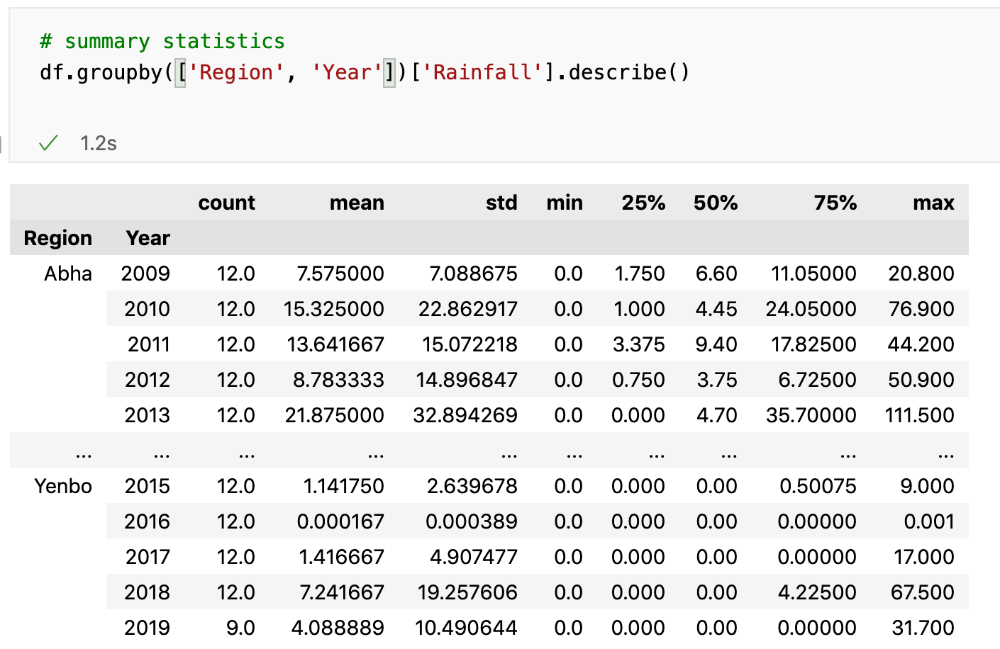 # summary statistics
df.groupby(['Region', 'Year'])['Rainfall'].describe()
1.2s
count mean std min 25% 50% 75% max
Region Year
Abha 2009 12.0 7.575000 7.088675 0.0 1.750 6.60 11.05000 20.800
2010 12.0 15.325000 22.862917 0.0 1.000 4.45 24.05000 76.900
2011 12.0 13.641667 15.072218 0.0 3.375 9.40 17.82500 44.200
2012 12.0 8.783333 14.896847 0.0 0.750 3.75 6.72500 50.900
2013 12.0 21.875000 32.894269 0.0 0.000 4.70 35.70000 111.500
... ... ... ... ... ... ... ... ... ...
Yenbo 2015 12.0 1.141750 2.639678 0.0 0.000 0.00 0.50075 9.000
2016 12.0 0.000167 0.000389 0.0 0.000 0.00 0.00000 0.001
2017 12.0 1.416667 4.907477 0.0 0.000 0.00 0.00000 17.000
2018 12.0 7.241667 19.257606 0.0 0.000 0.00 4.22500 67.500
2019 9.0 4.088889 10.490644 0.0 0.000 0.00 0.00000 31.700